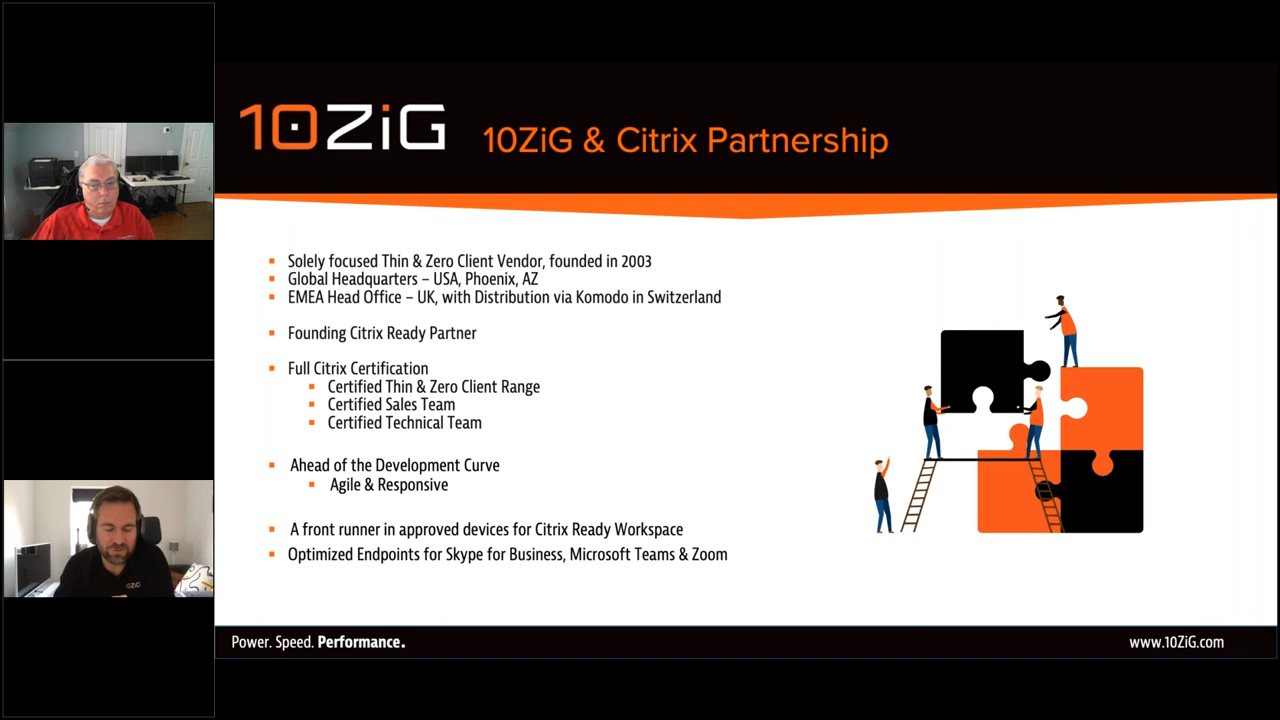 10ZiG
10ZiG & Citrix Partnership
Solely focused Thin & Zero Client Vendor, founded in 2003
Global Headquarters – USA, Phoenix, AZ
EMEA Head Office – UK, with Distribution via Komodo in Switzerland
Founding Citrix Ready Partner
Full Citrix Certification
Certified Thin & Zero Client Range
Certified Sales Team
Certified Technical Team
Ahead of the Development Curve
Agile & Responsive
A front runner in approved devices for Citrix Ready Workspace
Optimized Endpoints for Skype for Business, Microsoft Teams & Zoom
Power. Speed. Performance.
www.10ZiG.com
10ZiG